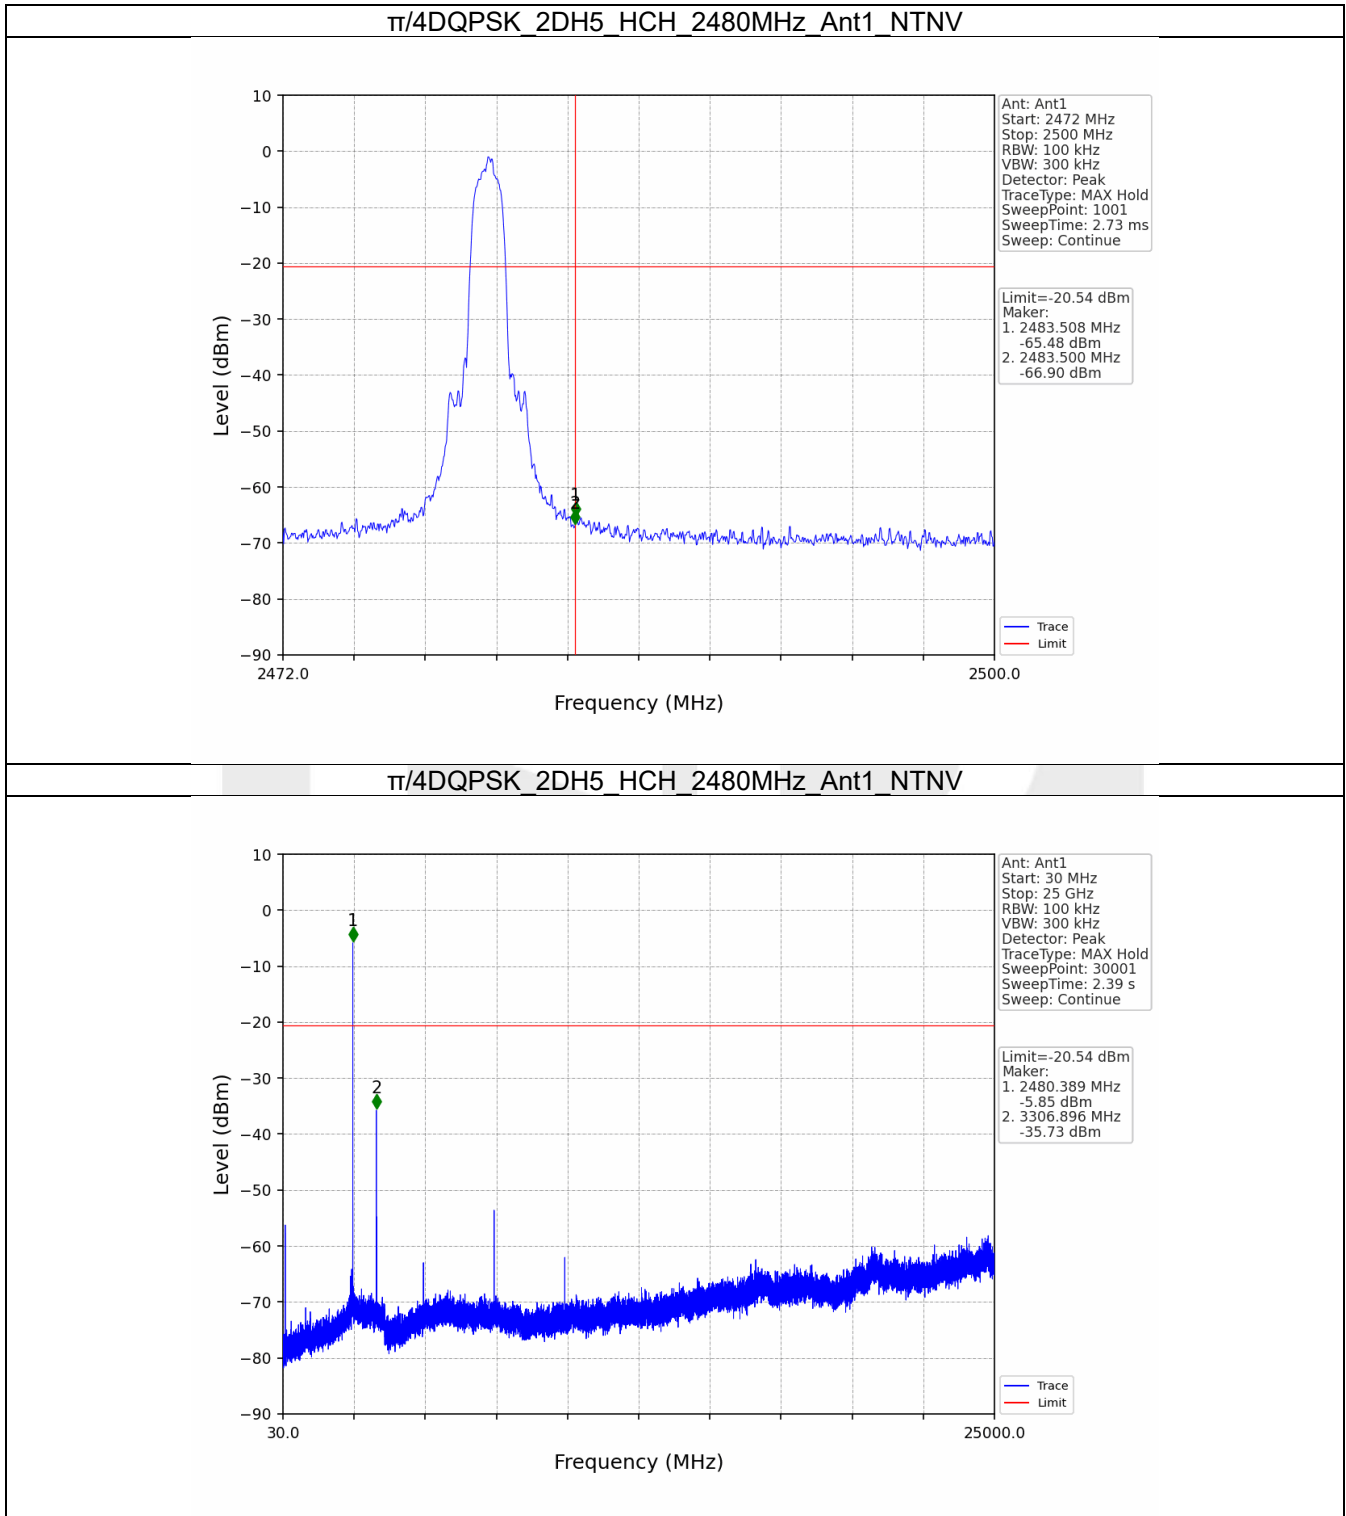 π/4DQPSK_2DH5_HCH_2480MHz_Ant1_NTNV
10
0
−10
−20
−30
−40
−50
−60
−70
−80
−90
Level (dBm)
2472.0
2500.0
Frequency (MHz)
1
2
Ant: Ant1
Start: 2472 MHz
Stop: 2500 MHz
RBW: 100 kHz
VBW: 300 kHz
Detector: Peak
TraceType: MAX Hold
SweepPoint: 1001
SweepTime: 2.73 ms
Sweep: Continue
Limit=-20.54 dBm
Maker:
1. 2483.508 MHz
-65.48 dBm
2. 2483.500 MHz
-66.90 dBm
Trace
Limit
π/4DQPSK_2DH5_HCH_2480MHz_Ant1_NTNV
10
0
−10
−20
−30
−40
−50
−60
−70
−80
−90
Level (dBm)
30.0
25000.0
Frequency (MHz)
1
2
Ant: Ant1
Start: 30 MHz
Stop: 25 GHz
RBW: 100 kHz
VBW: 300 kHz
Detector: Peak
TraceType: MAX Hold
SweepPoint: 30001
SweepTime: 2.39 s
Sweep: Continue
Limit=-20.54 dBm
Maker:
1. 2480.389 MHz
-5.85 dBm
2. 3306.896 MHz
-35.73 dBm
Trace
Limit